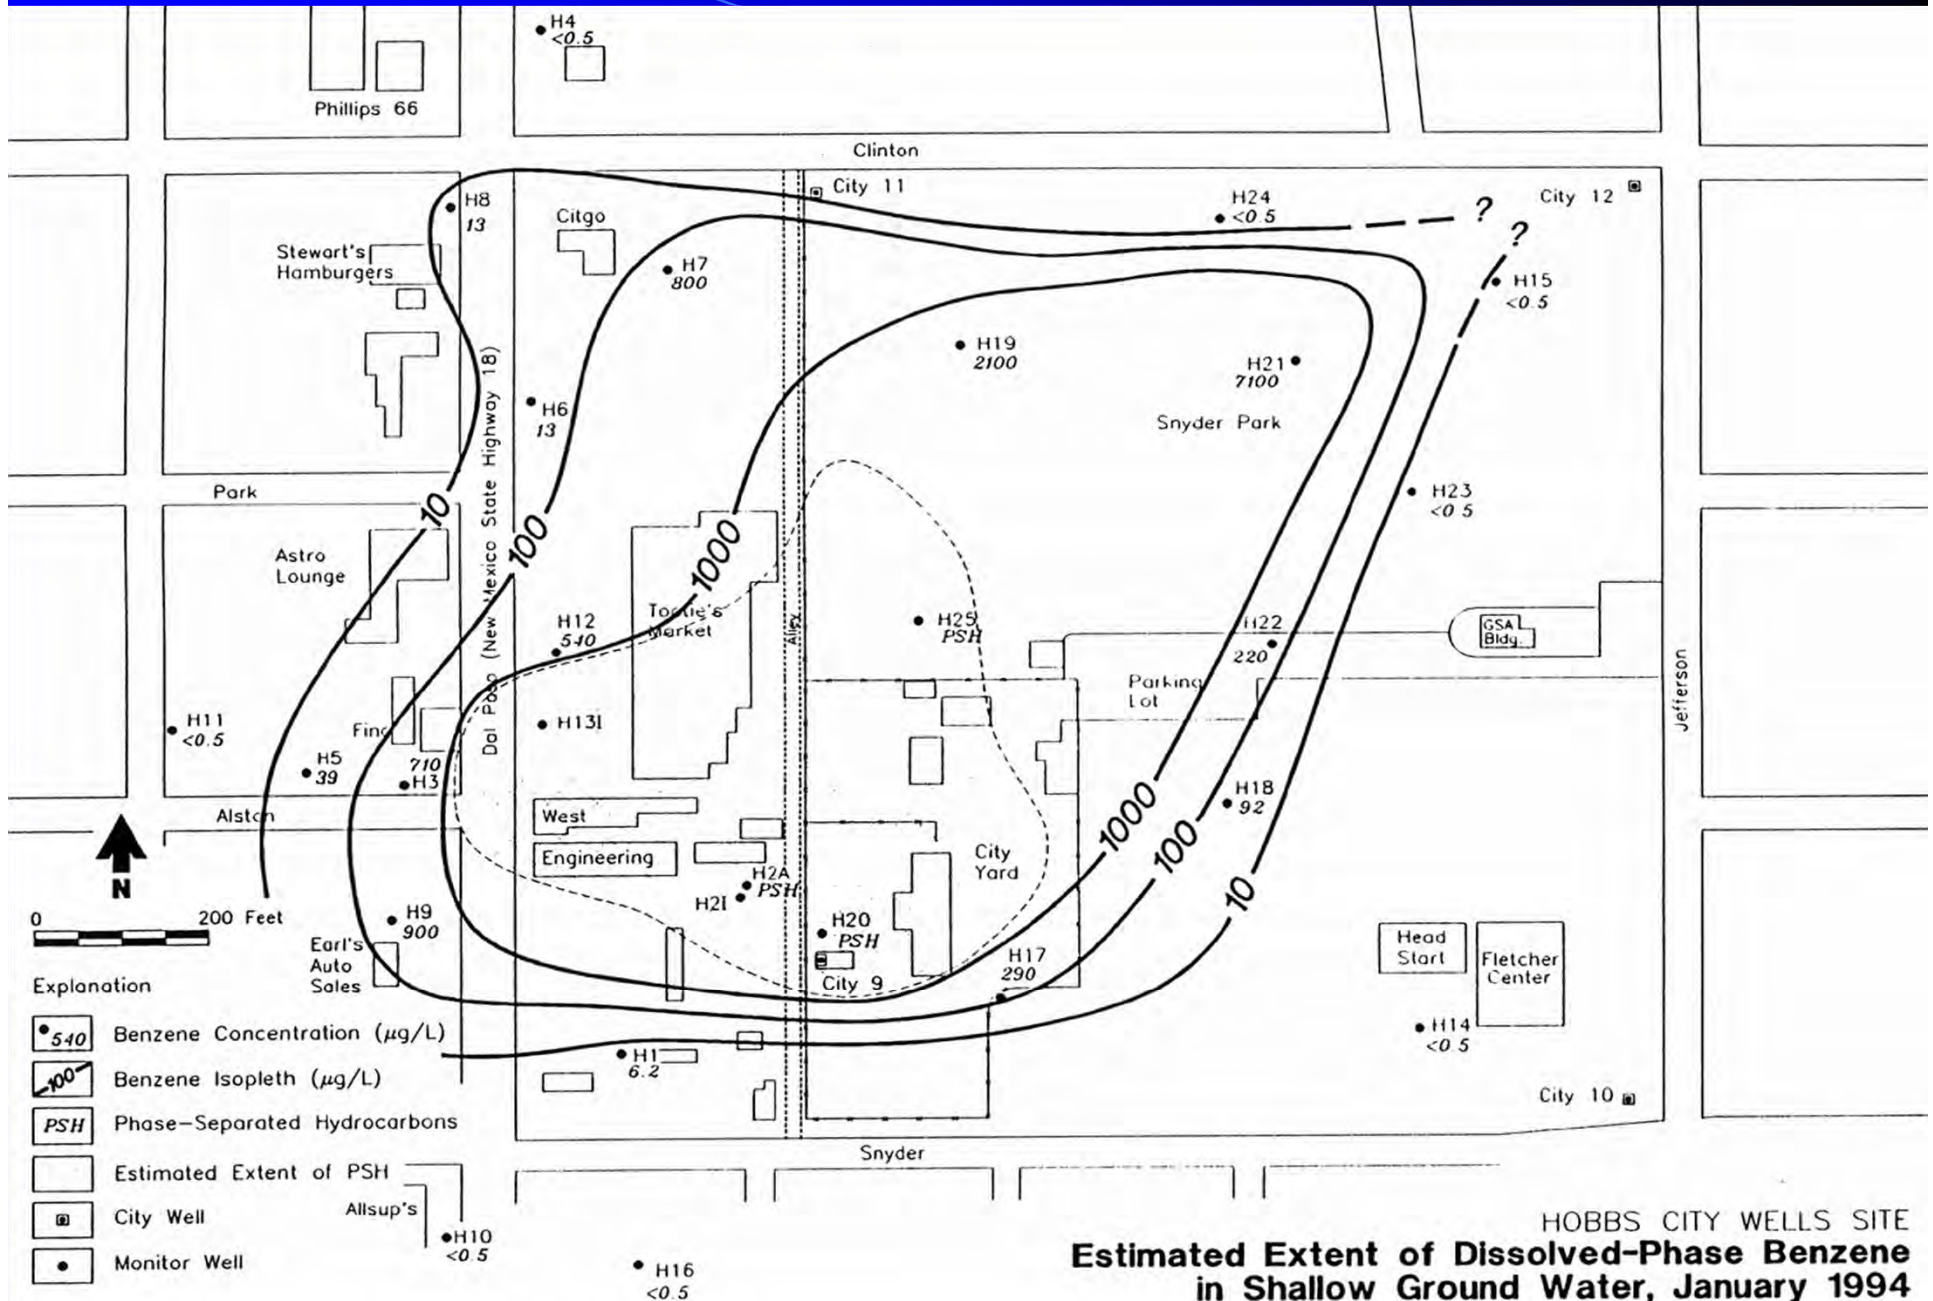 H4
<0.5
Phillips 66
Clinton
City 11
City 12
H24
<0.5
?
?
H8
13
Citgo
Stewart's
Hamburgers
H7
800
H15
<0.5
H19
2100
H21
7100
Snyder Park
H6
13
Dal Paso (New Mexico State Highway 18)
Park
10
100
1000
H23
<0.5
Astro
Lounge
H12
540
Tootie's
Market
Alley
H25
PSH
H22
220
GSA
Bldg.
Parking
Lot
Jefferson
H11
<0.5
Fina
H13I
H5
39
710
H3
Alston
West
Engineering
H18
92
1000
100
10
City
Yard
H2A
PSH
H2I
H20
PSH
City 9
H17
290
N
0
200 Feet
H9
900
Earl's
Auto
Sales
Head
Start
Fletcher
Center
H14
<0.5
City 10
H1
6.2
Snyder
Explanation
540
Benzene Concentration (µg/L)
100
Benzene Isopleth (µg/L)
PSH
Phase-Separated Hydrocarbons
Estimated Extent of PSH
City Well
Monitor Well
Allsup's
H10
<0.5
H16
<0.5
HOBBS CITY WELLS SITE
Estimated Extent of Dissolved-Phase Benzene
in Shallow Ground Water, January 1994